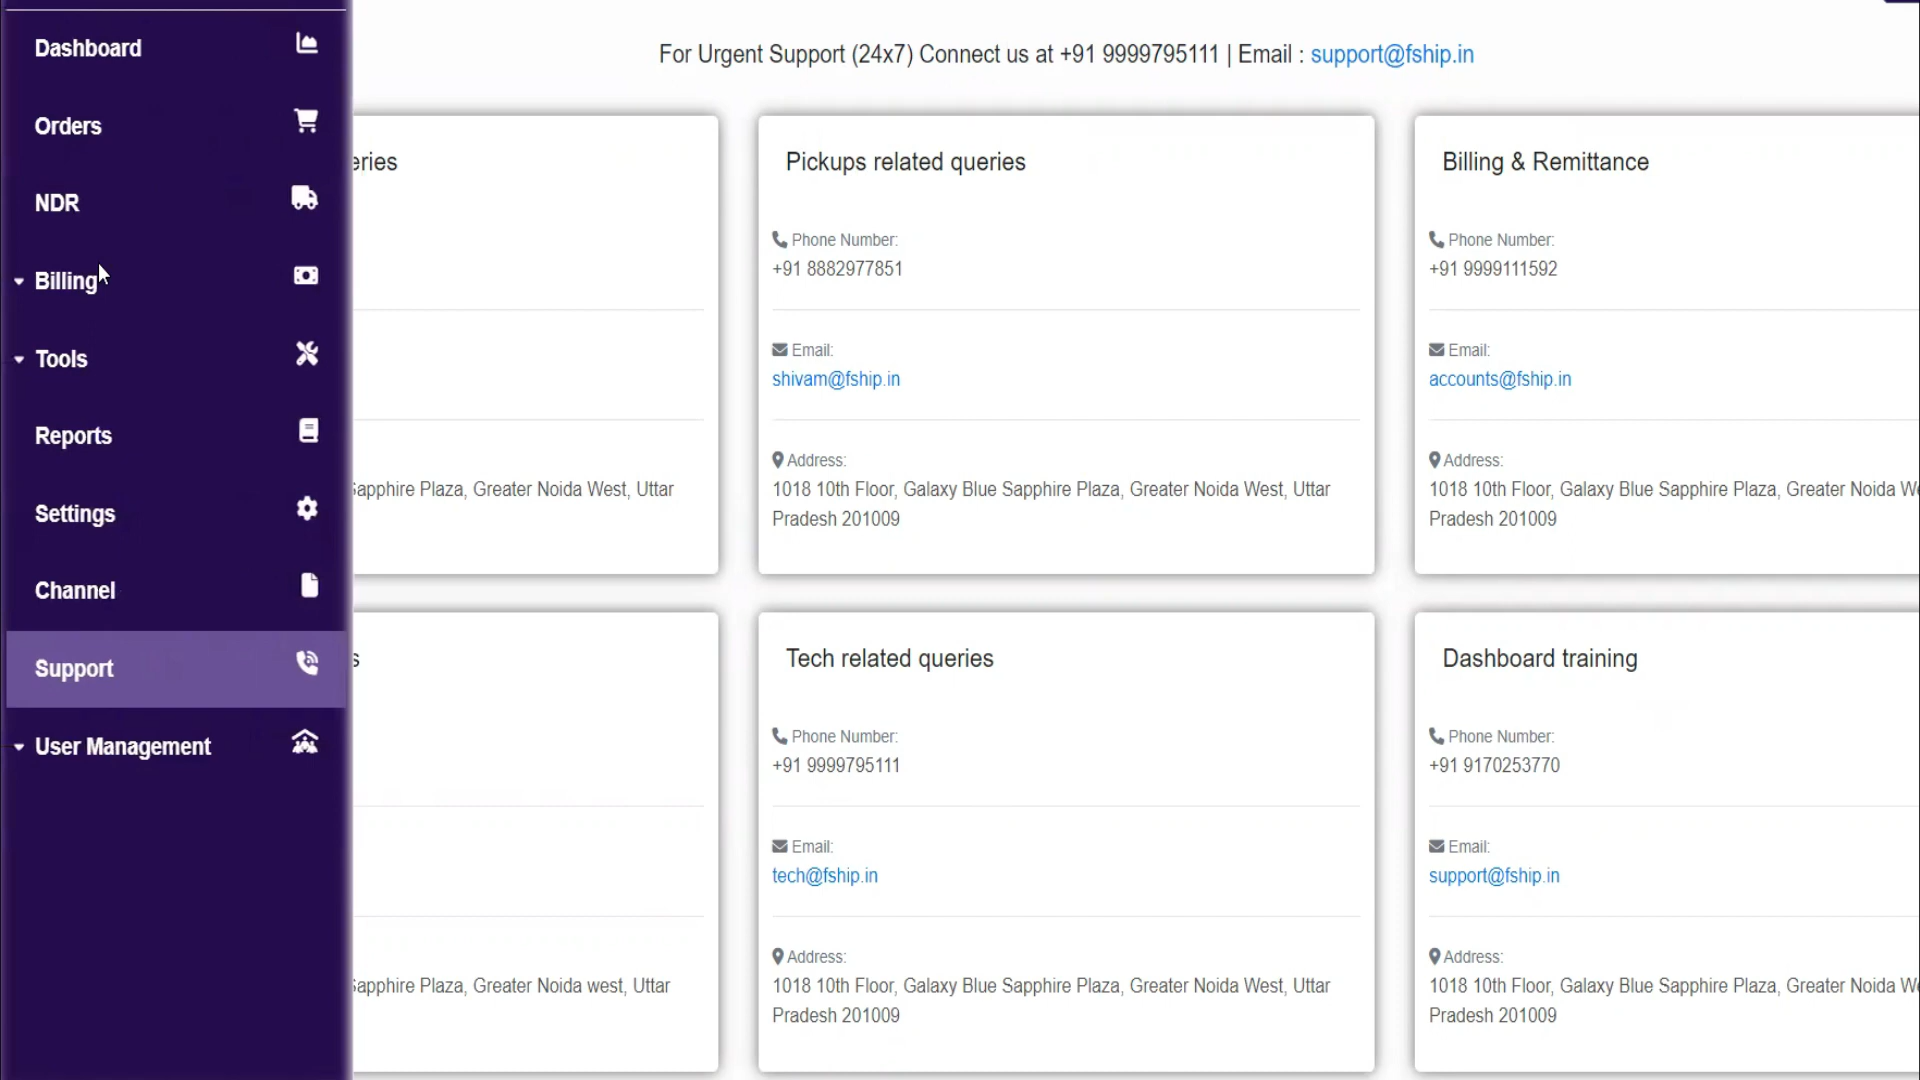 Dashboard
Orders
NDR
Billing
Tools
Reports
Settings
Channel
Support
User Management
For Urgent Support (24x7) Connect us at +91 9999795111 | Email : support@fship.in
Sapphire Plaza, Greater Noida West, Uttar
Pickups related queries
Phone Number:
+91 8882977851
Email:
shivam@fship.in
Address:
1018 10th Floor, Galaxy Blue Sapphire Plaza, Greater Noida West, Uttar
Pradesh 201009
Billing & Remittance
Phone Number:
+91 9999111592
Email:
accounts@fship.in
Address:
1018 10th Floor, Galaxy Blue Sapphire Plaza, Greater Noida
Pradesh 201009
Sapphire Plaza, Greater Noida west, Uttar
Tech related queries
Phone Number:
+91 9999795111
Email:
tech@fship.in
Address:
1018 10th Floor, Galaxy Blue Sapphire Plaza, Greater Noida West, Uttar
Pradesh 201009
Dashboard training
Phone Number:
+91 9170253770
Email:
support@fship.in
Address:
1018 10th Floor, Galaxy Blue Sapphire Plaza, Greater Noida
Pradesh 201009